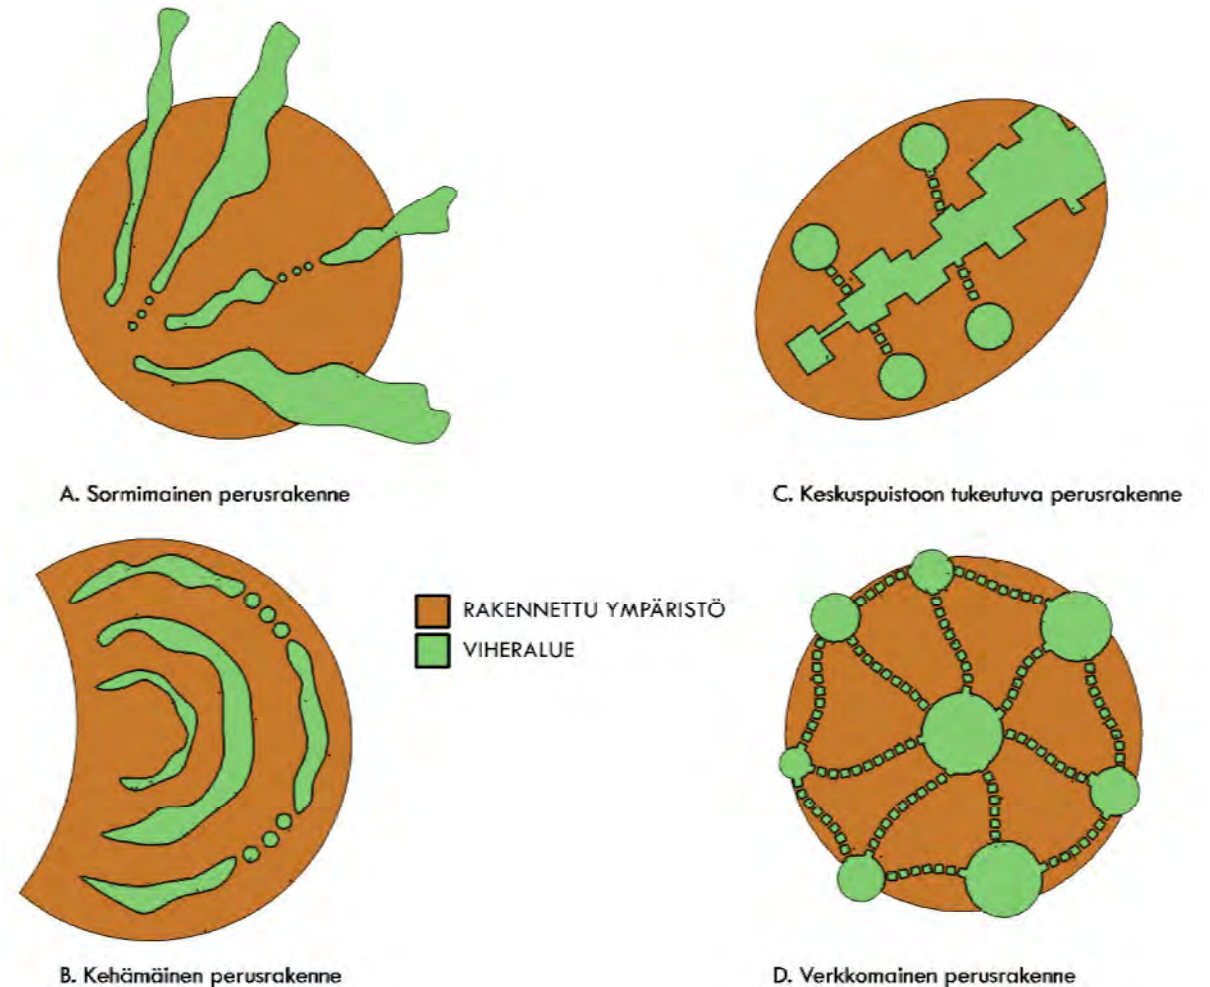 A. Sormimainen perusrakenne
C. Keskuspuistoon tukeutuva perusrakenne
RAKENNETTU YMPÄRISTÖ
VIHERALUE
B. Kehämäinen perusrakenne
D. Verkkomainen perusrakenne